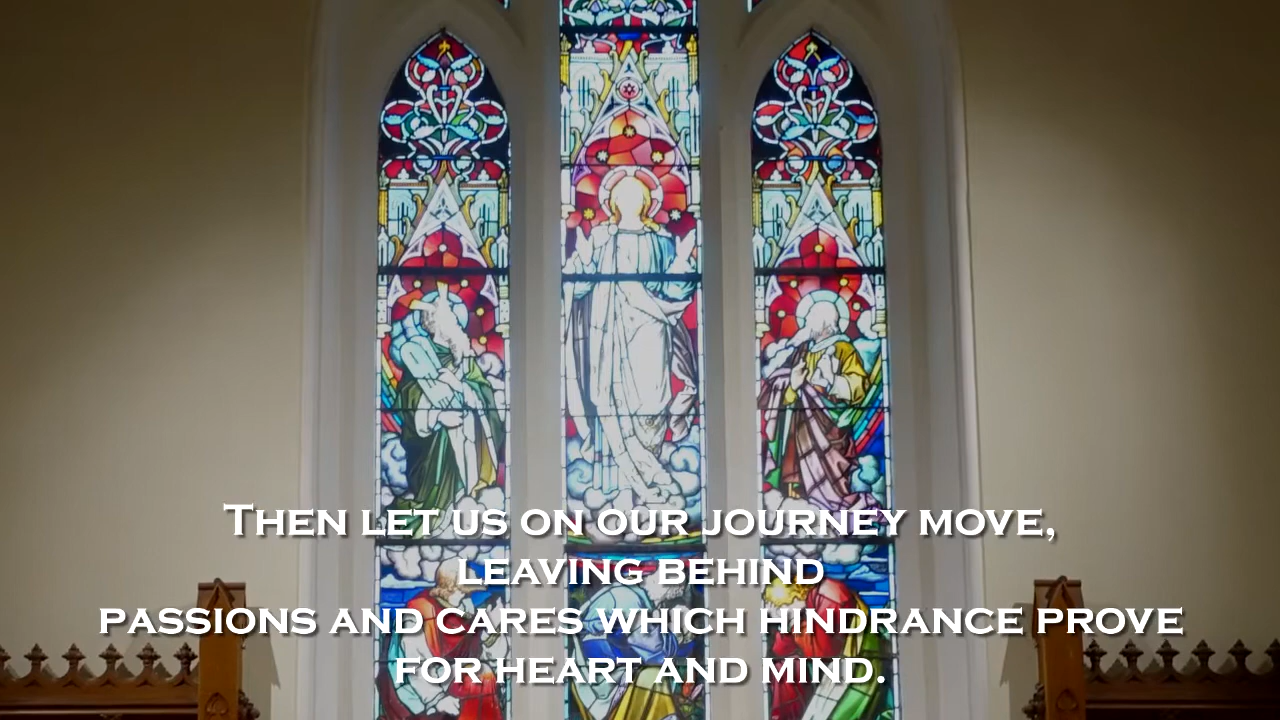 Then let us on our journey move,
leaving behind
passions and cares which hindrance prove
for heart and mind.